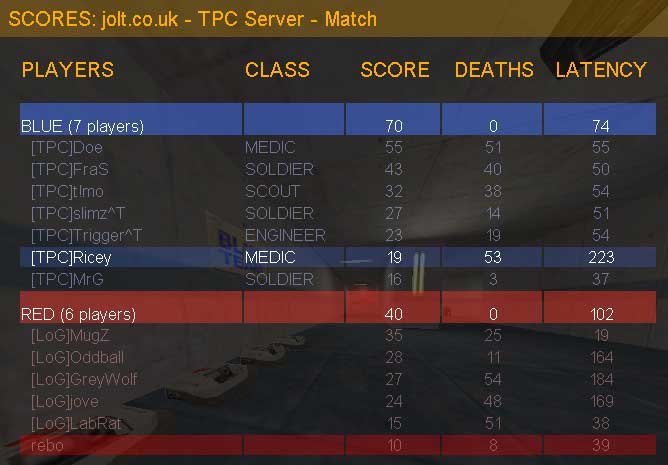 SCORES: jolt.co.uk - TPC Server - Match
PLAYERS CLASS SCORE DEATHS LATENCY
BLUE (7 players) 70 0 74
[TPC]Doe MEDIC 55 51 55
[TPC]FraS SOLDIER 43 40 50
[TPC]t!mo SCOUT 32 38 54
[TPC]slimz^T SOLDIER 27 14 51
[TPC]Trigger^T ENGINEER 23 19 54
[TPC]Ricey MEDIC 19 53 223
[TPC]MrG SOLDIER 16 3 37
RED (6 players) 40 0 102
[LoG]MugZ 35 25 19
[LoG]Oddball 28 11 164
[LoG]GreyWolf 27 54 184
[LoG]jove 24 48 169
[LoG]LabRat 15 51 38
rebo 10 8 39